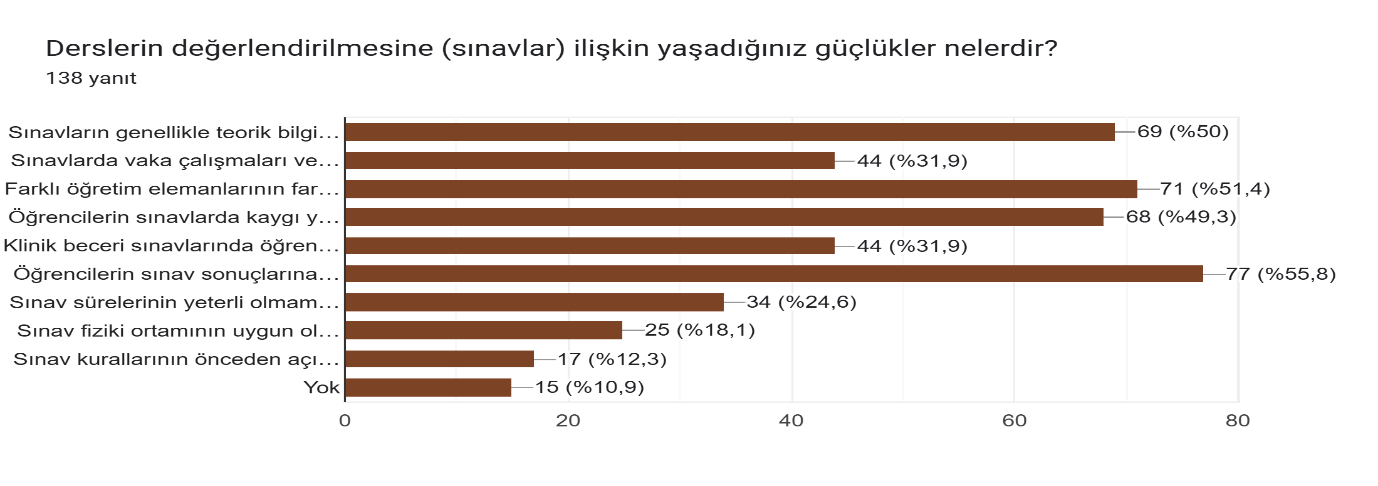 Derslerin değerlendirilmesine (sınavlar) ilişkin yaşadığınız güçlükler nelerdir?
138 yanıt
Sınavların genellikle teorik bilgi… 69 (%50)
Sınavlarda vaka çalışmaları ve… 44 (%31,9)
Farklı öğretim elemanlarının far… 71 (%51,4)
Öğrencilerin sınavlarda kaygı y… 68 (%49,3)
Klinik beceri sınavlarında öğren… 44 (%31,9)
Öğrencilerin sınav sonuçlarına… 77 (%55,8)
Sınav sürelerinin yeterli olmam… 34 (%24,6)
Sınav fiziki ortamının uygun ol… 25 (%18,1)
Sınav kurallarının önceden açı… 17 (%12,3)
Yok 15 (%10,9)
0 20 40 60 80